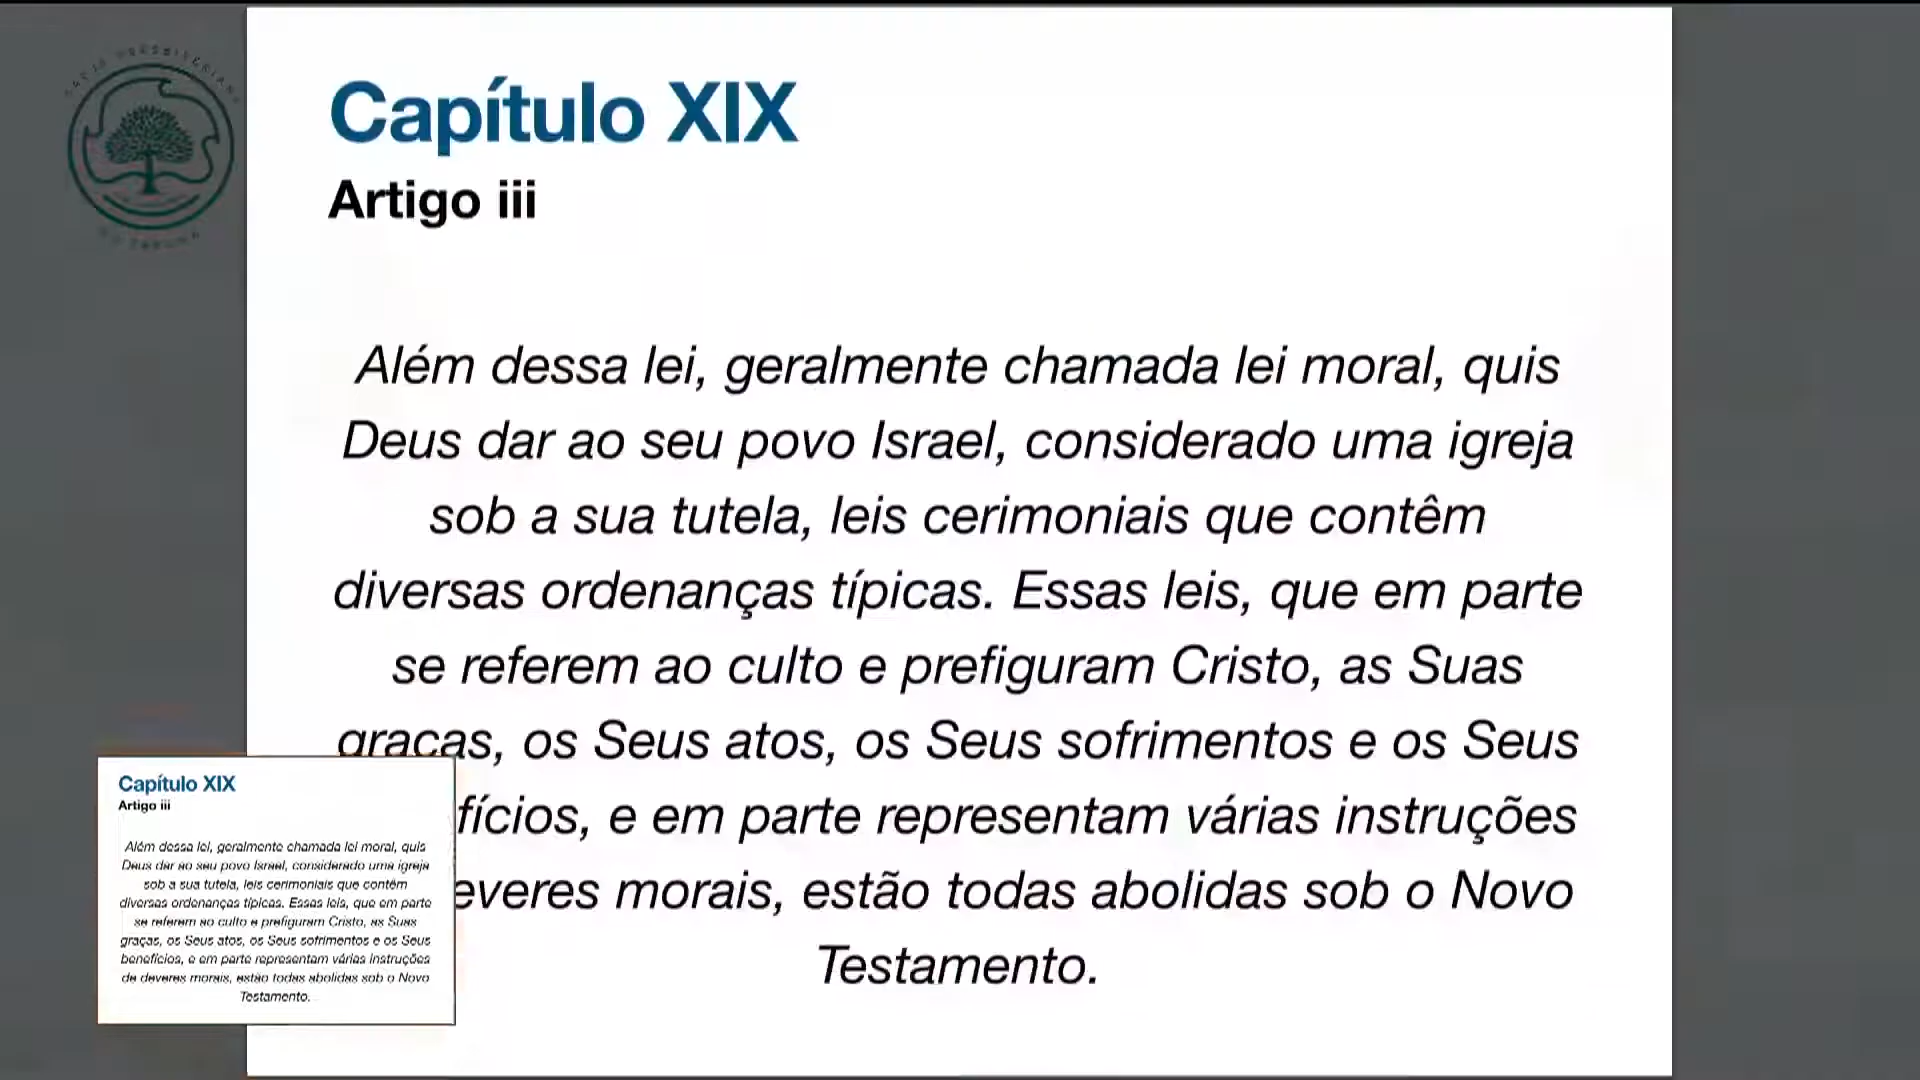 Capítulo XIX
Artigo iii
Além dessa lei, geralmente chamada lei moral, quis
Deus dar ao seu povo Israel, considerado uma igreja
sob a sua tutela, leis cerimoniais que contêm
diversas ordenanças típicas. Essas leis, que em parte
se referem ao culto e prefiguram Cristo, as Suas
graças, os Seus atos, os Seus sofrimentos e os Seus
fícios, e em parte representam várias instruções
everes morais, estão todas abolidas sob o Novo
Testamento.
Capítulo XIX
Artigo iii
Além dessa lei, geralmente chamada lei moral, quis
Deus dar ao seu povo Israel, considerado uma igreja
sob a sua tutela, leis cerimoniais que contêm
diversas ordenanças típicas. Essas leis, que em parte
se referem ao culto e prefiguram Cristo, as Suas
graças, os Seus atos, os Seus sofrimentos e os Seus
benefícios, e em parte representam várias instruções
de deveres morais, estão todas abolidas sob o Novo
Testamento.